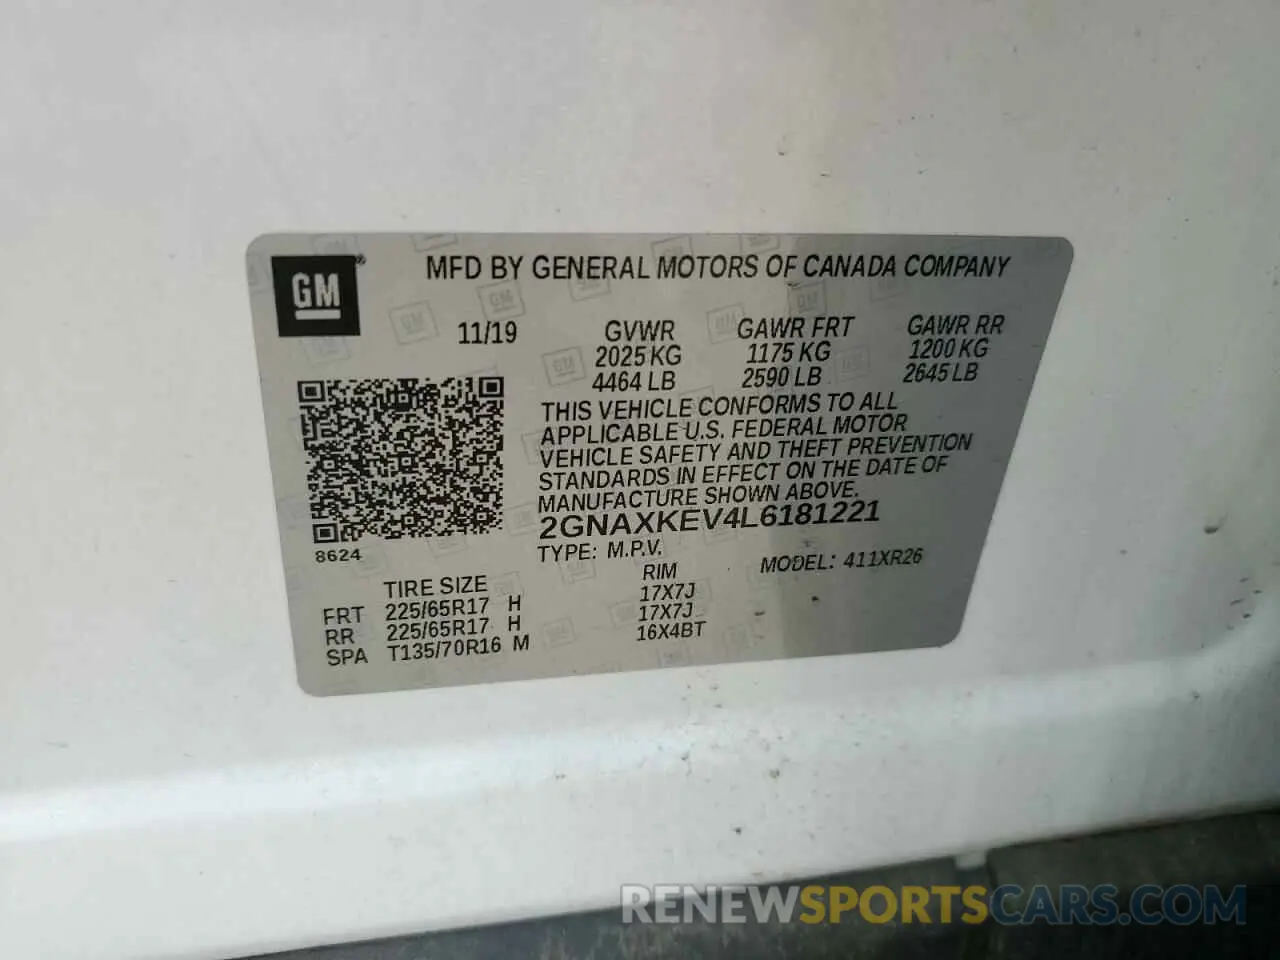 GM®
MFD BY GENERAL MOTORS OF CANADA COMPANY
11/19 GVWR GAWR FRT GAWR RR
2025 KG 1175 KG 1200 KG
4464 LB 2590 LB 2645 LB
THIS VEHICLE CONFORMS TO ALL
APPLICABLE U.S. FEDERAL MOTOR
VEHICLE SAFETY AND THEFT PREVENTION
STANDARDS IN EFFECT ON THE DATE OF
MANUFACTURE SHOWN ABOVE.
2GNAXKEV4L6181221
8624
TYPE: M.P.V. MODEL: 411XR26
TIRE SIZE RIM
FRT 225/65R17 H 17X7J
RR 225/65R17 H 17X7J
SPA T135/70R16 M 16X4BT
RENEWSPORTSCARS.COM